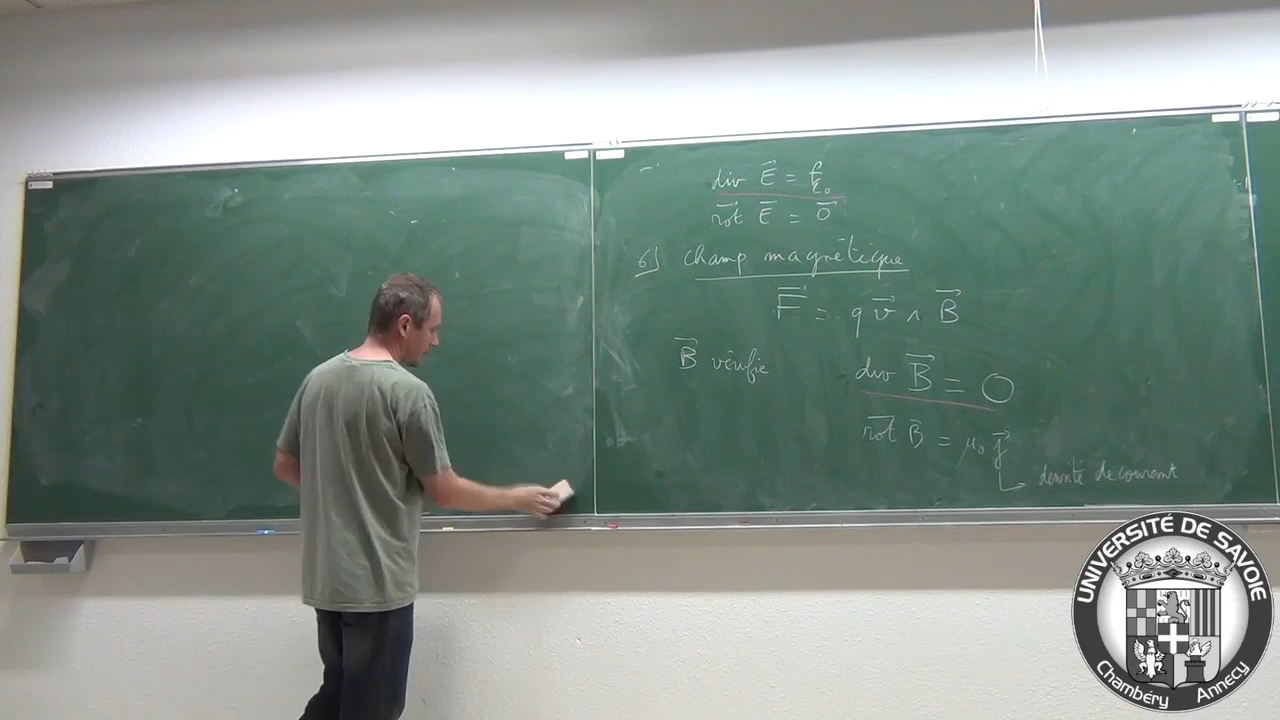 div E⃗ = ρ/ε₀
rot⃗ E⃗ = 0⃗
6) Champ magnétique
F⃗ = q v⃗ ∧ B⃗
B⃗ vérifie
div B⃗ = 0
rot⃗ B⃗ = μ₀ j⃗
densité de courant
UNIVERSITÉ DE SAVOIE
Chambéry Annecy